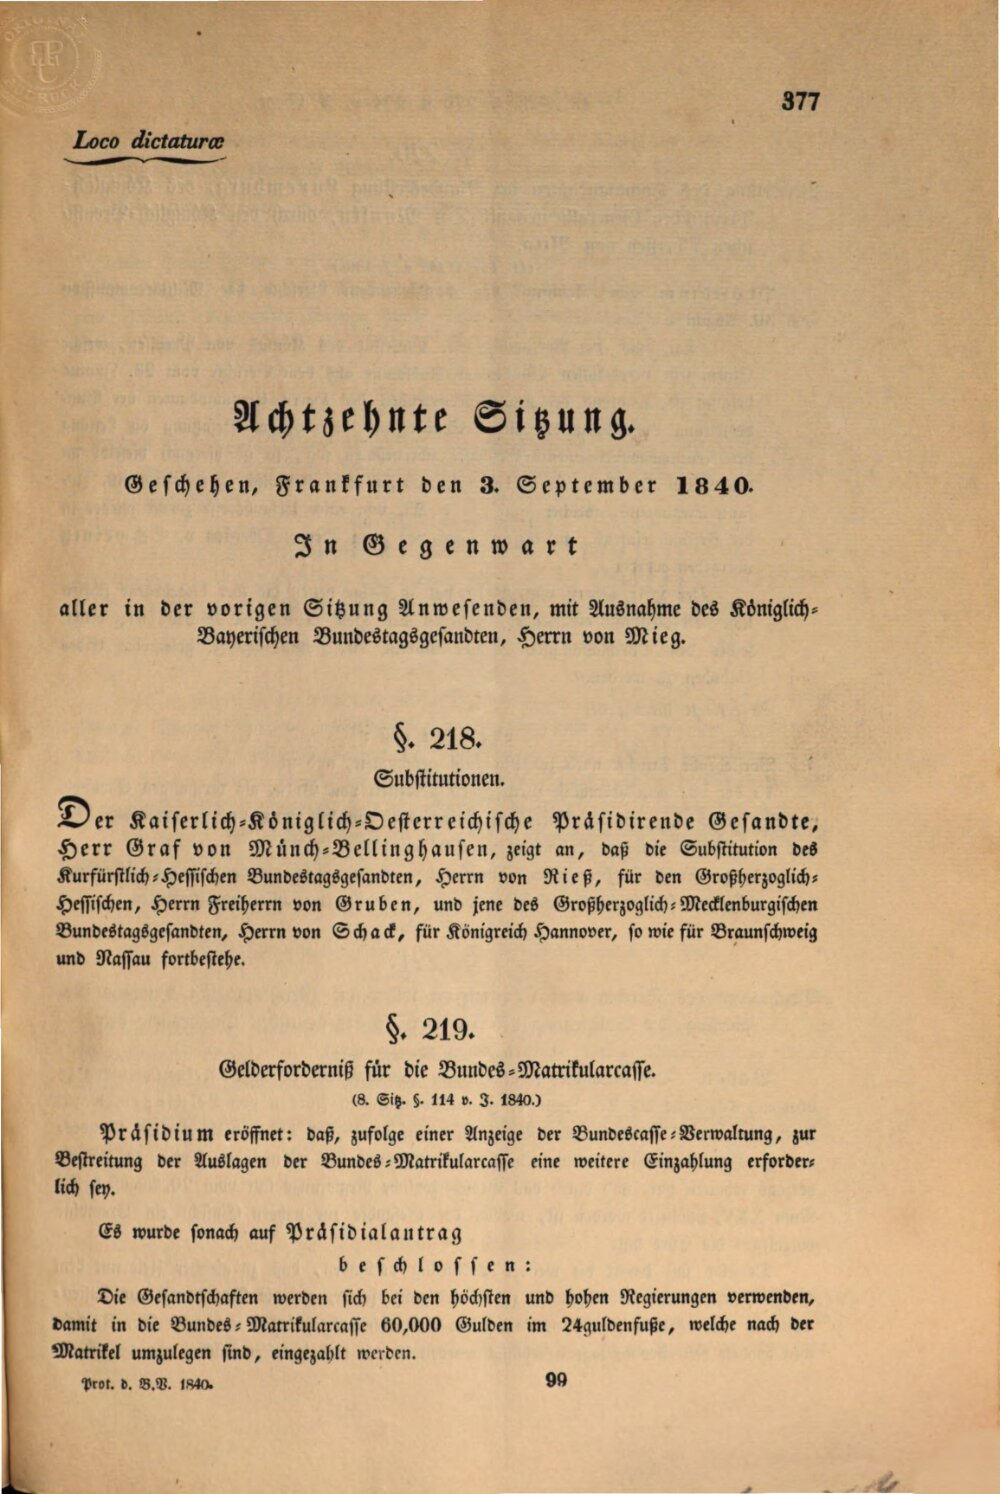 377
Loco dictaturæ
Achtzehnte Sitzung.
Geschehen, Frankfurt den 3. September 1840.
In Gegenwart
aller in der vorigen Sitzung Anwesenden, mit Ausnahme des Königlich-
Bayerischen Bundestagsgesandten, Herrn von Mieg.
§. 218.
Substitutionen.
Der Kaiserlich-Königlich-Oesterreichische Präsidirende Gesandte,
Herr Graf von Münch-Bellinghausen, zeigt an, daß die Substitution des
Kurfürstlich-Hessischen Bundestagsgesandten, Herrn von Rieß, für den Großherzoglich-
Hessischen, Herrn Freiherrn von Gruben, und jene des Großherzoglich-Mecklenburgischen
Bundestagsgesandten, Herrn von Schack, für Königreich Hannover, so wie für Braunschweig
und Nassau fortbestehe.
§. 219.
Gelderforderniß für die Bundes-Matrikularcasse.
(8. Sitz. §. 114 v. J. 1840.)
Präsidium eröffnet: daß, zufolge einer Anzeige der Bundescasse-Verwaltung, zur
Bestreitung der Auslagen der Bundes-Matrikularcasse eine weitere Einzahlung erforder-
lich sey.
Es wurde sonach auf Präsidialantrag
beschlossen:
Die Gesandtschaften werden sich bei den höchsten und hohen Regierungen verwenden,
damit in die Bundes-Matrikularcasse 60,000 Gulden im 24guldenfuße, welche nach der
Matrikel umzulegen sind, eingezahlt werden.
Prot. d. B.V. 1840.
99